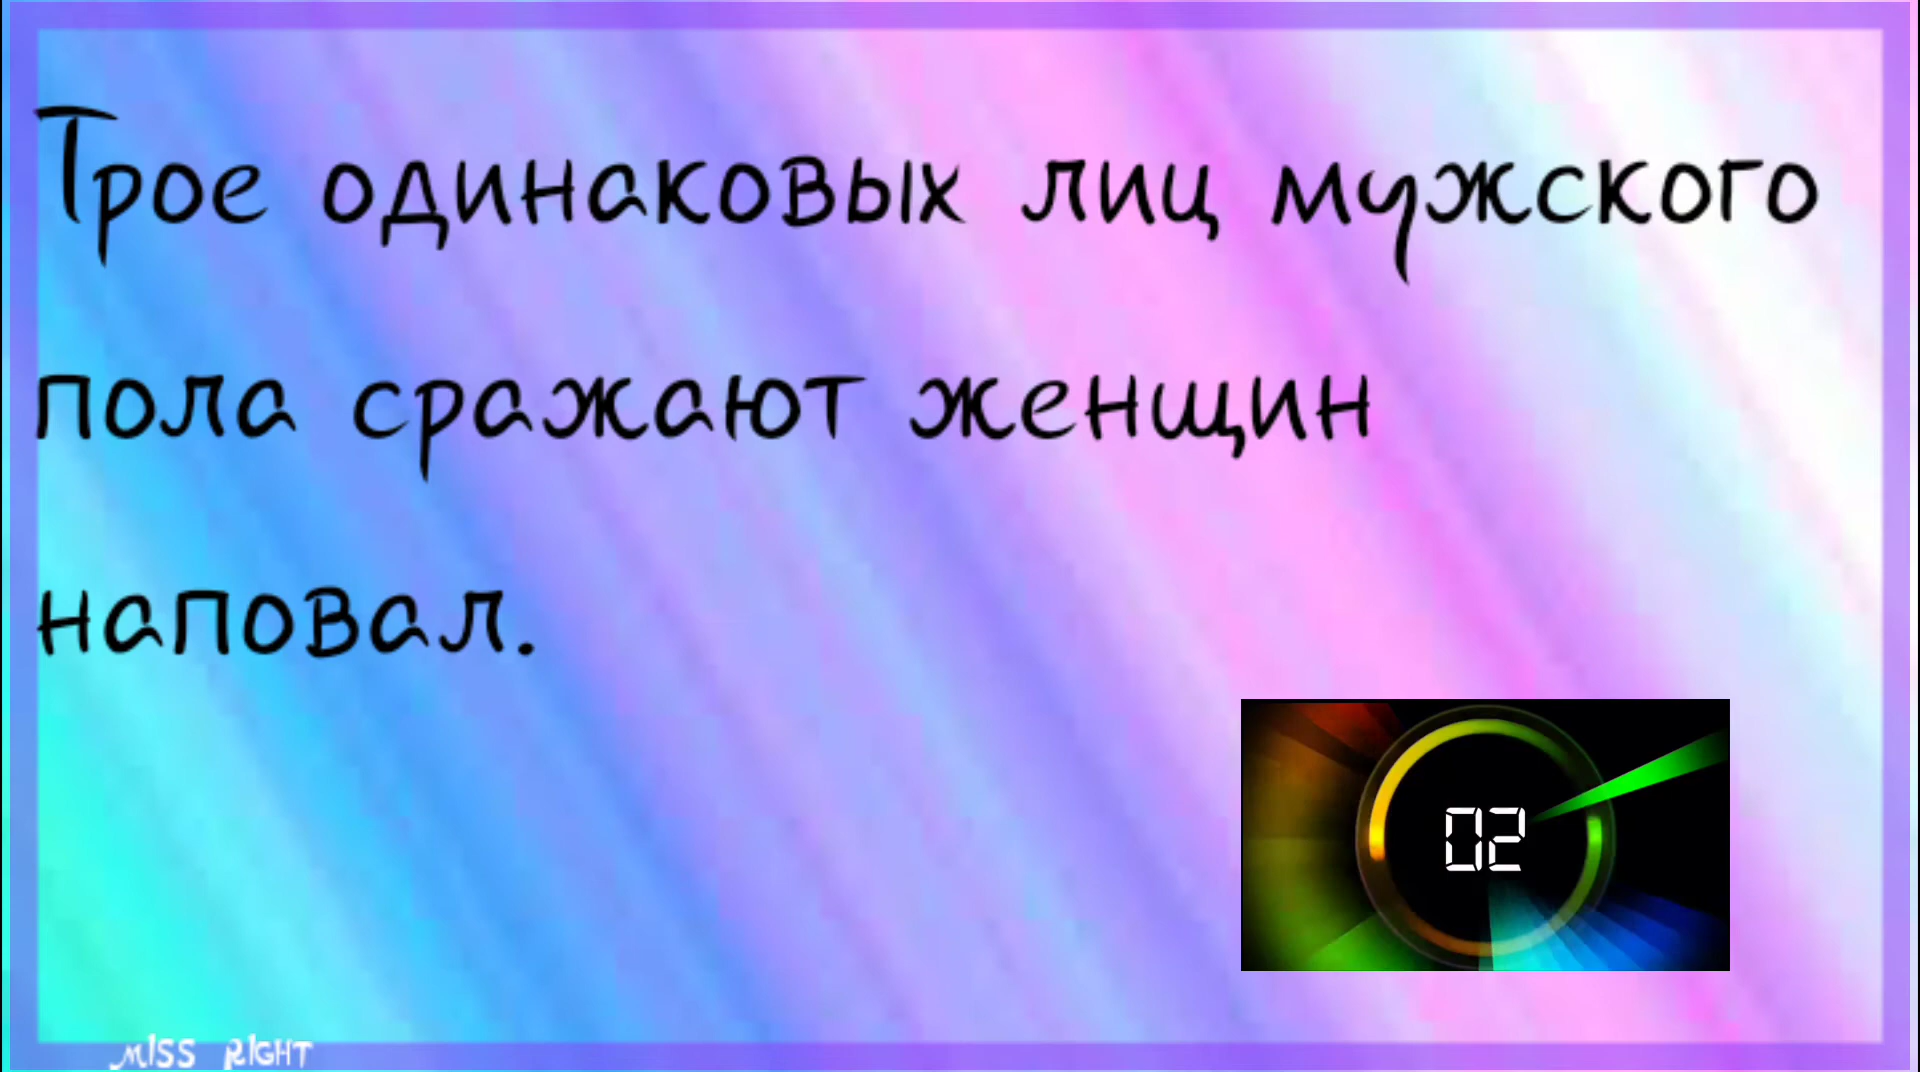 Трое одинаковых лиц мужского
пола сражают женщин
наповал.
02
MISS RIGHT